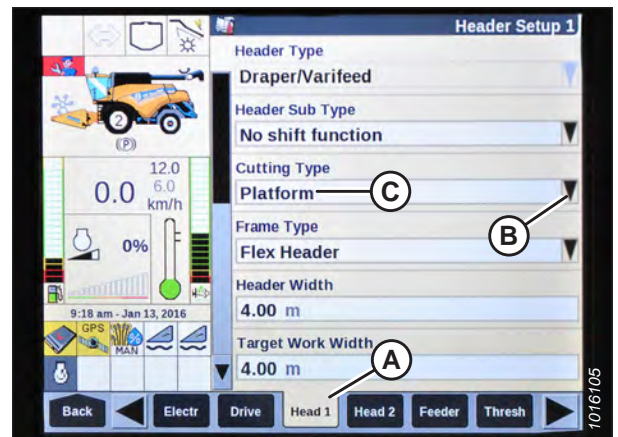 Header Setup 1
Header Type
Draper/Varifeed
Header Sub Type
No shift function
Cutting Type
Platform
C
B
Frame Type
Flex Header
Header Width
4.00 m
Target Work Width
4.00 m
A
2
(P)
0.0
12.0
6.0
km/h
0%
9:18 am - Jan 13, 2016
GPS
MAN
%
Back
Electr
Drive
Head 1
Head 2
Feeder
Thresh
1016105